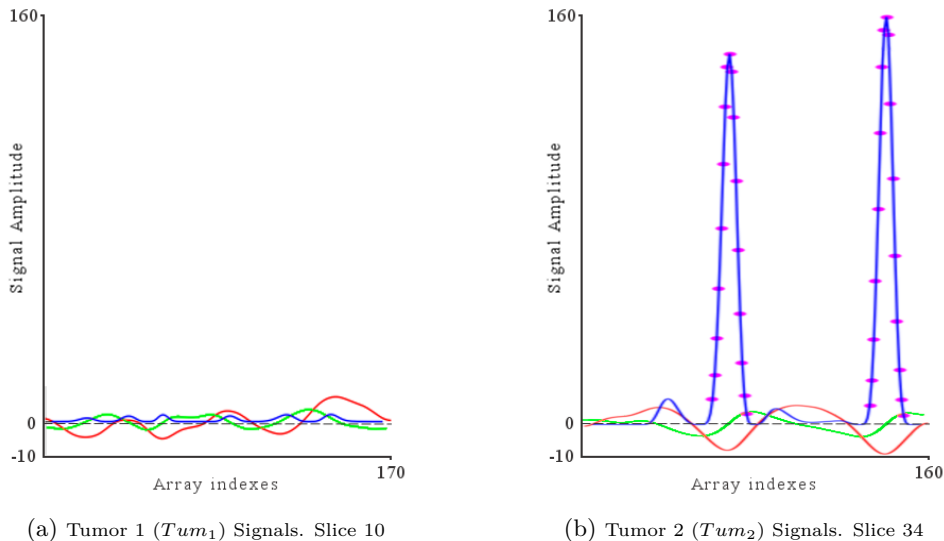 160
Signal Amplitude
0
-10
170
Array indexes
(a) Tumor 1 (Tum₁) Signals. Slice 10
160
Signal Amplitude
0
-10
160
Array indexes
(b) Tumor 2 (Tum₂) Signals. Slice 34